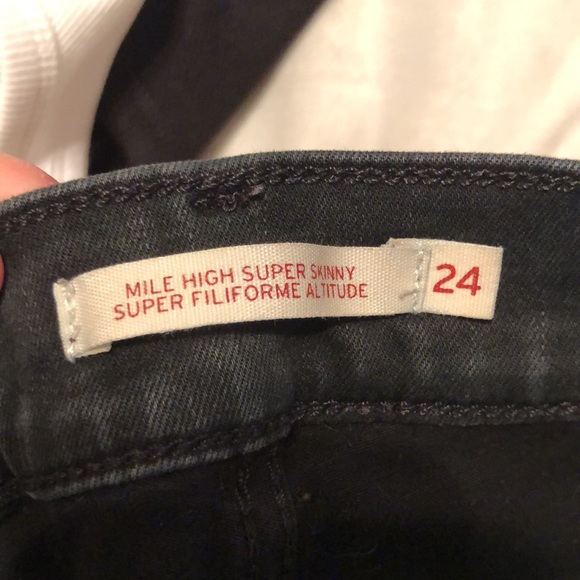 MILE HIGH SUPER SKINNY
SUPER FILIFORME ALTITUDE
24